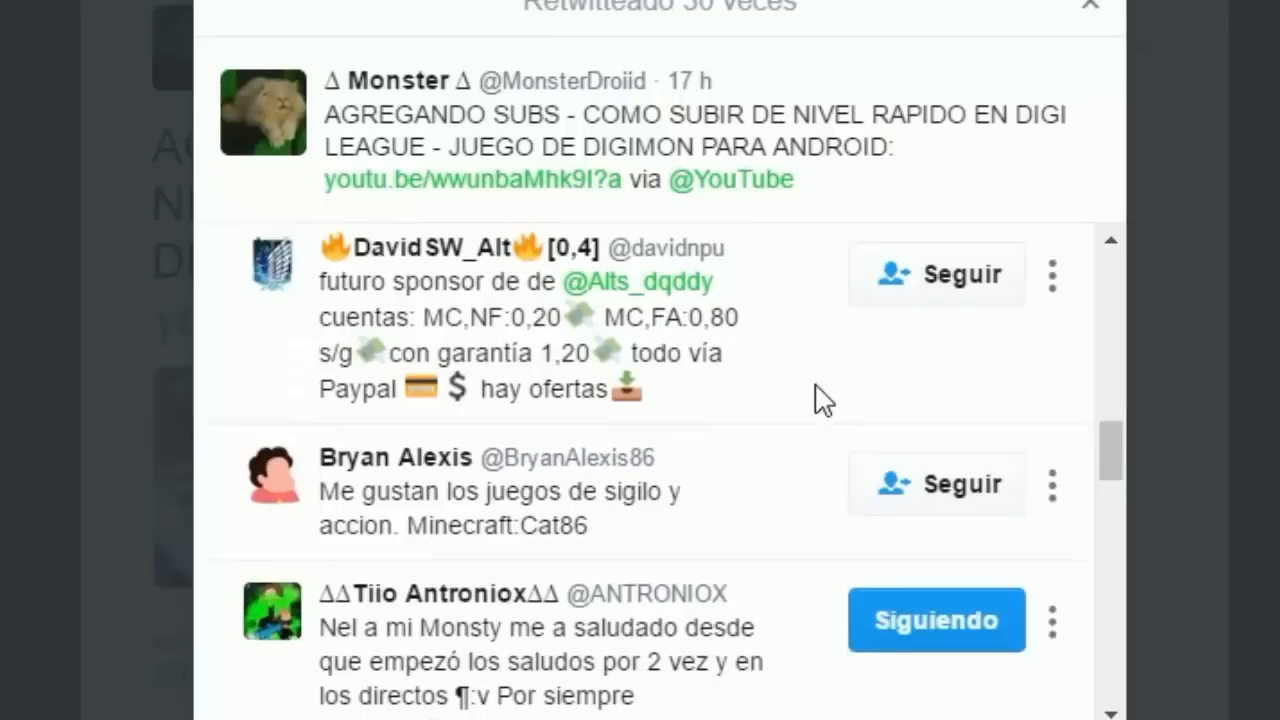 Retwitteado 30 veces
∆ Monster ∆ @MonsterDroiid · 17 h
AGREGANDO SUBS - COMO SUBIR DE NIVEL RAPIDO EN DIGI
LEAGUE - JUEGO DE DIGIMON PARA ANDROID:
youtu.be/wwunbaMhk9I?a via @YouTube
🔥DavidSW_Alt🔥[0,4] @davidnpu
futuro sponsor de de @Alts_dqddy
cuentas: MC,NF:0,20💸 MC,FA:0,80
s/g💸con garantía 1,20💸 todo vía
Paypal 💳💲 hay ofertas📥
Seguir
Bryan Alexis @BryanAlexis86
Me gustan los juegos de sigilo y
accion. Minecraft:Cat86
Seguir
∆∆Tiio Antroniox∆∆ @ANTRONIOX
Nel a mi Monsty me a saludado desde
que empezó los saludos por 2 vez y en
los directos ¶:v Por siempre
Siguiendo